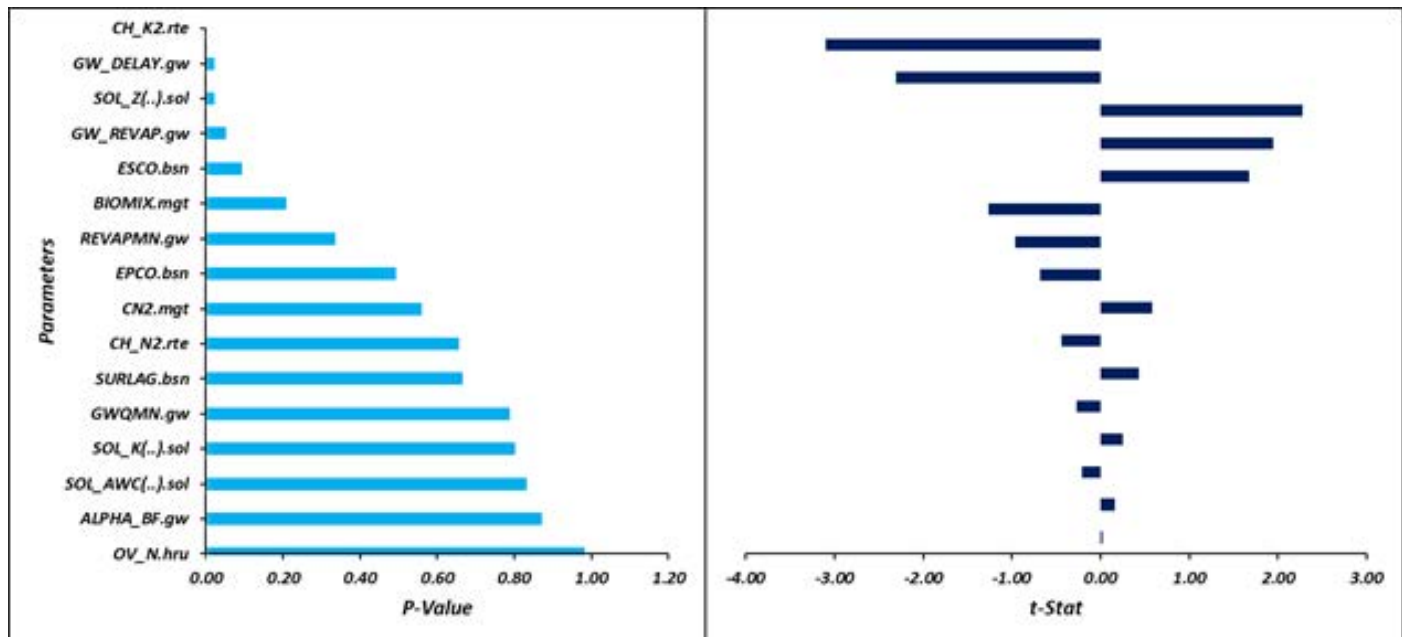 CH_K2.rte
GW_DELAY.gw
SOL_Z(..).sol
GW_REVAP.gw
ESCO.bsn
BIOMIX.mgt
REVAPMN.gw
EPCO.bsn
CN2.mgt
CH_N2.rte
SURLAG.bsn
GWQMN.gw
SOL_K(..).sol
SOL_AWC(..).sol
ALPHA_BF.gw
OV_N.hru
Parameters
0.00 0.20 0.40 0.60 0.80 1.00 1.20
P-Value
-4.00 -3.00 -2.00 -1.00 0.00 1.00 2.00 3.00
t-Stat